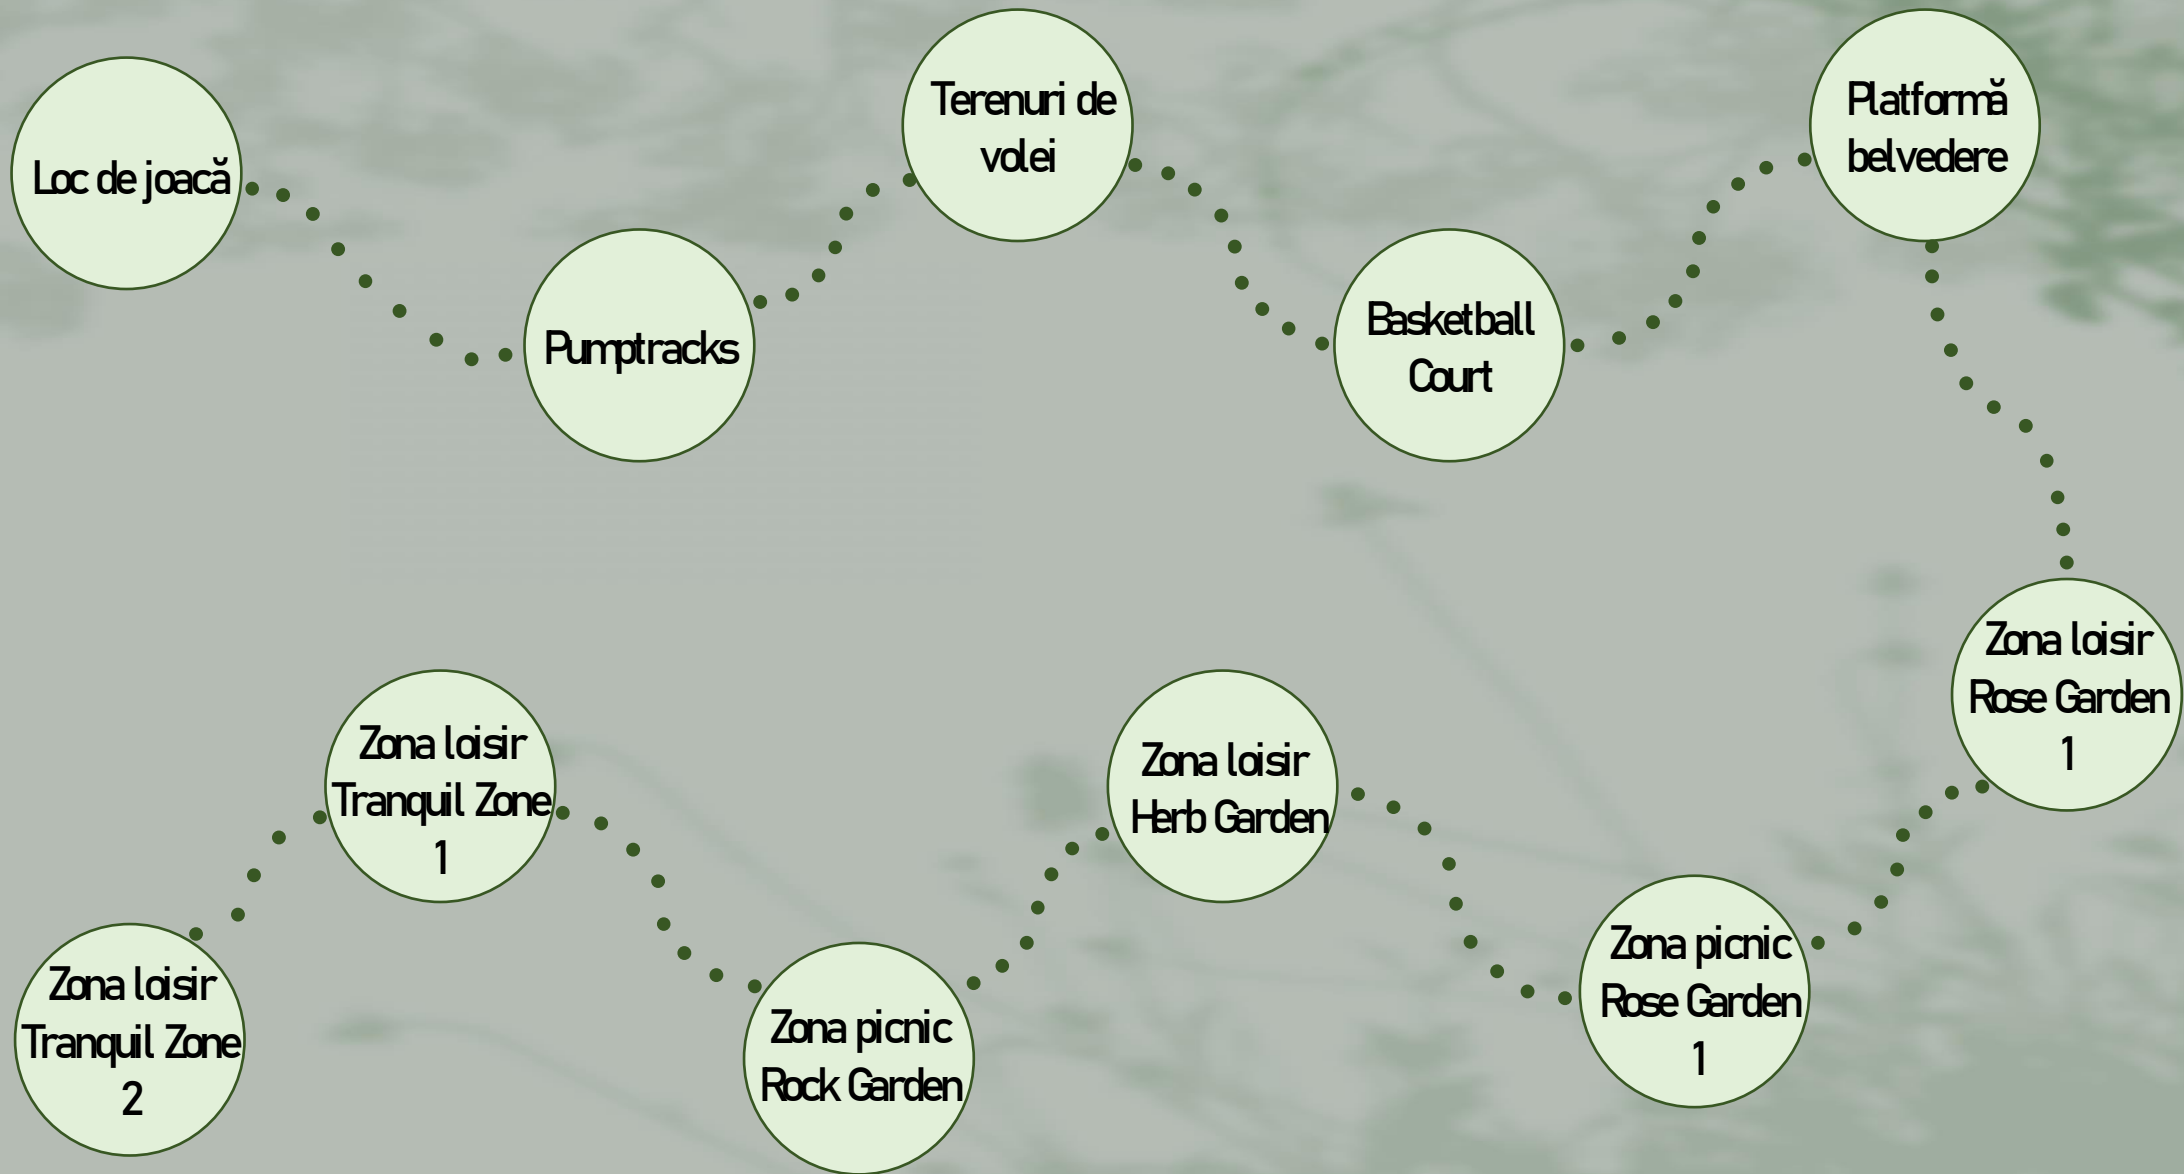 Loc de joacă
Pumptracks
Terenuri de
volei
Basketball
Court
Platformă
belvedere
Zona loisir
Rose Garden
1
Zona picnic
Rose Garden
1
Zona loisir
Herb Garden
Zona picnic
Rock Garden
Zona loisir
Tranquil Zone
1
Zona loisir
Tranquil Zone
2